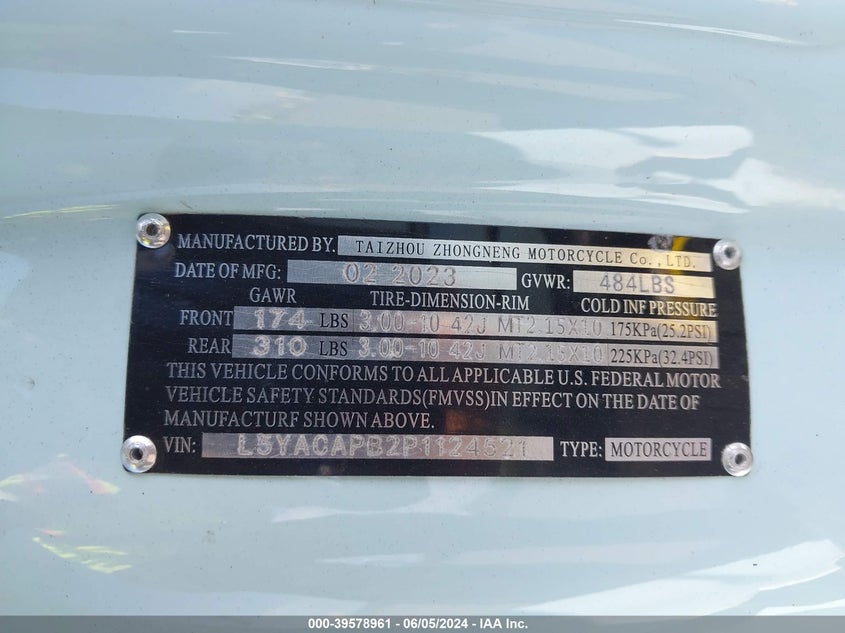 MANUFACTURED BY. TAIZHOU ZHONGNENG MOTORCYCLE Co., LTD.
DATE OF MFG: 02 2023 GVWR: 484LBS
GAWR TIRE-DIMENSION-RIM COLD INF PRESSURE
FRONT 174 LBS 3.00-10 42J MT2.15X10 175KPa(25.2PSI)
REAR 310 LBS 3.00-10 42J MT2.15X10 225KPa(32.4PSI)
THIS VEHICLE CONFORMS TO ALL APPLICABLE U.S. FEDERAL MOTOR
VEHICLE SAFETY STANDARDS(FMVSS)IN EFFECT ON THE DATE OF
MANUFACTURF SHOWN ABOVE.
VIN: L5YACAPB2P1124521 TYPE: MOTORCYCLE
000-39578961 - 06/05/2024 - IAA Inc.